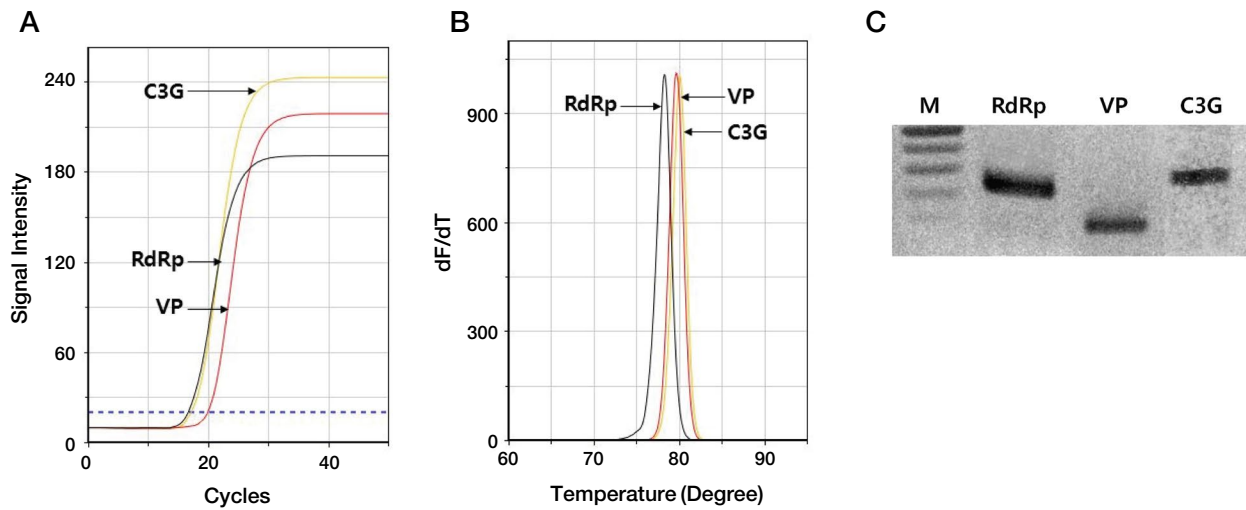 A
Signal Intensity
240
180
120
60
0
0
20
40
Cycles
C3G
RdRp
VP
B
dF/dT
900
600
300
0
60
70
80
90
Temperature (Degree)
RdRp
VP
C3G
C
M RdRp VP C3G